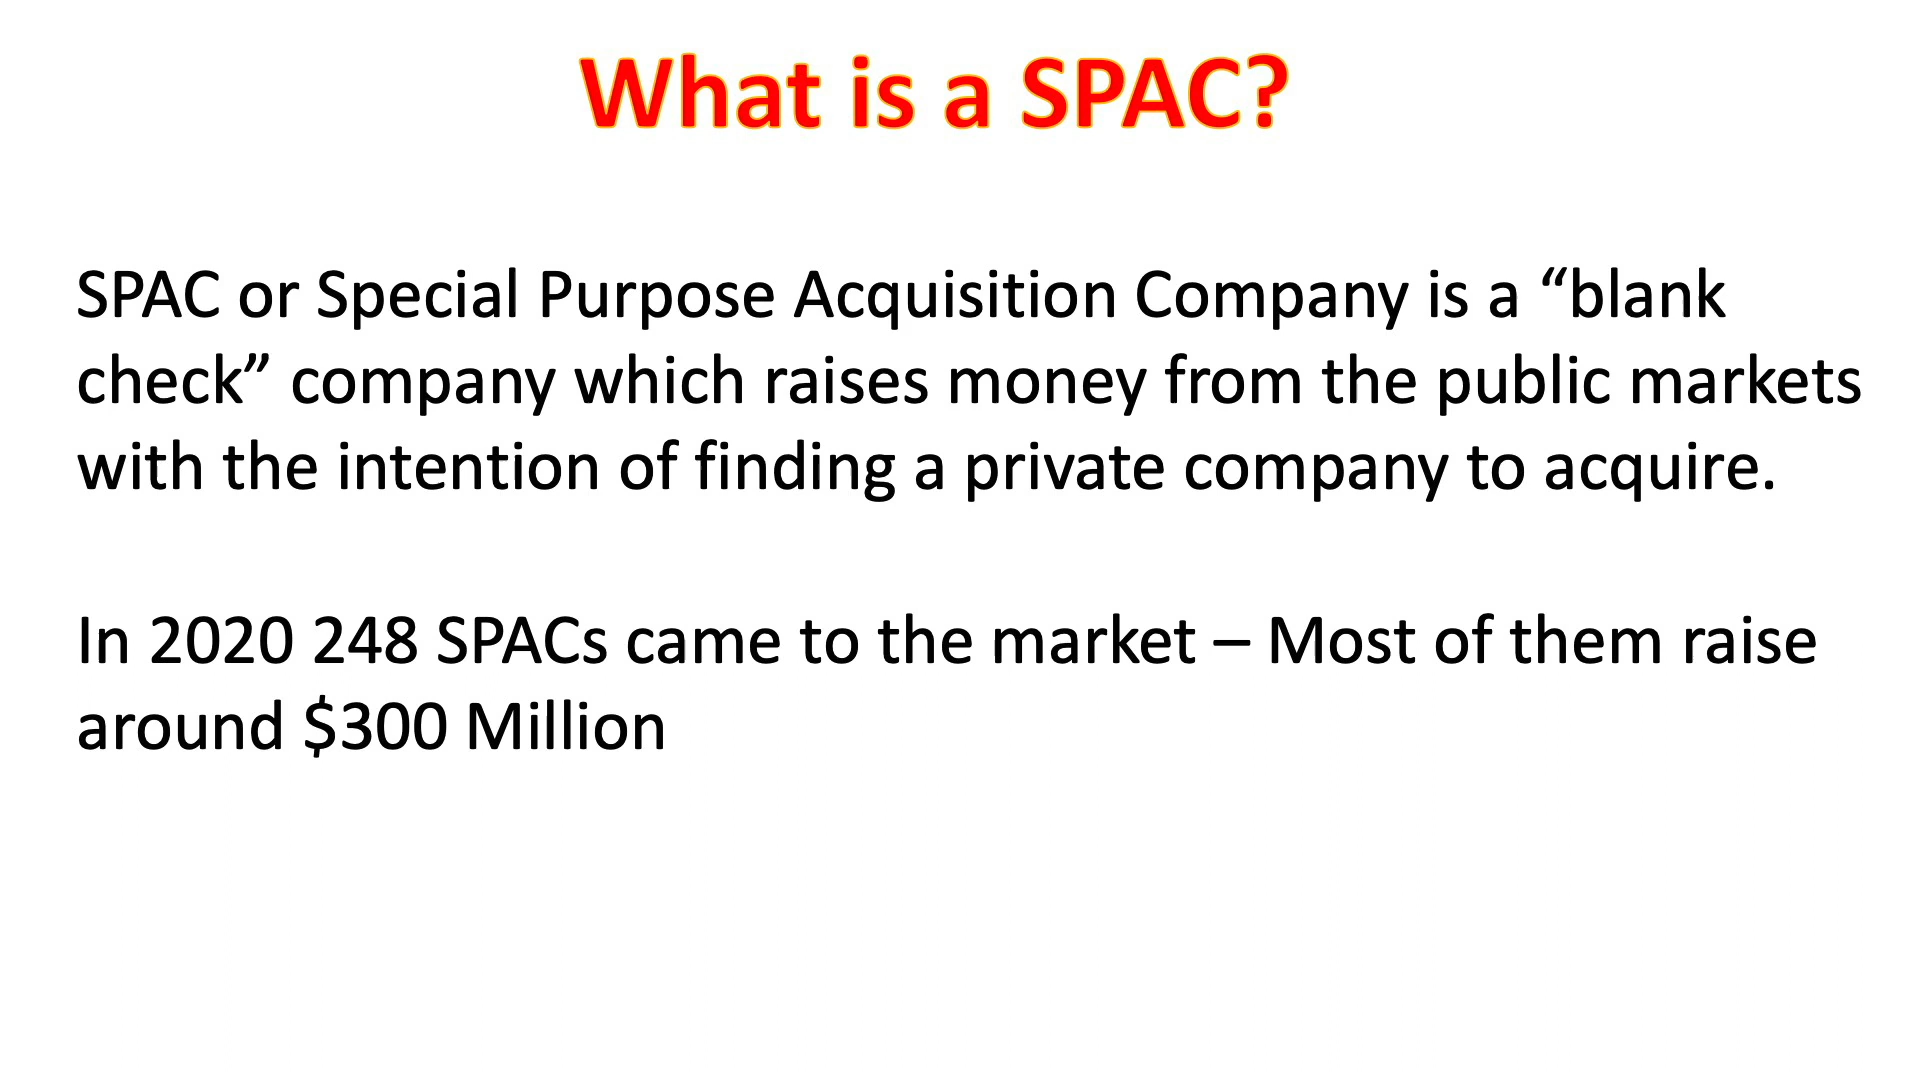 What is a SPAC?
SPAC or Special Purpose Acquisition Company is a “blank
check” company which raises money from the public markets
with the intention of finding a private company to acquire.
In 2020 248 SPACs came to the market – Most of them raise
around $300 Million